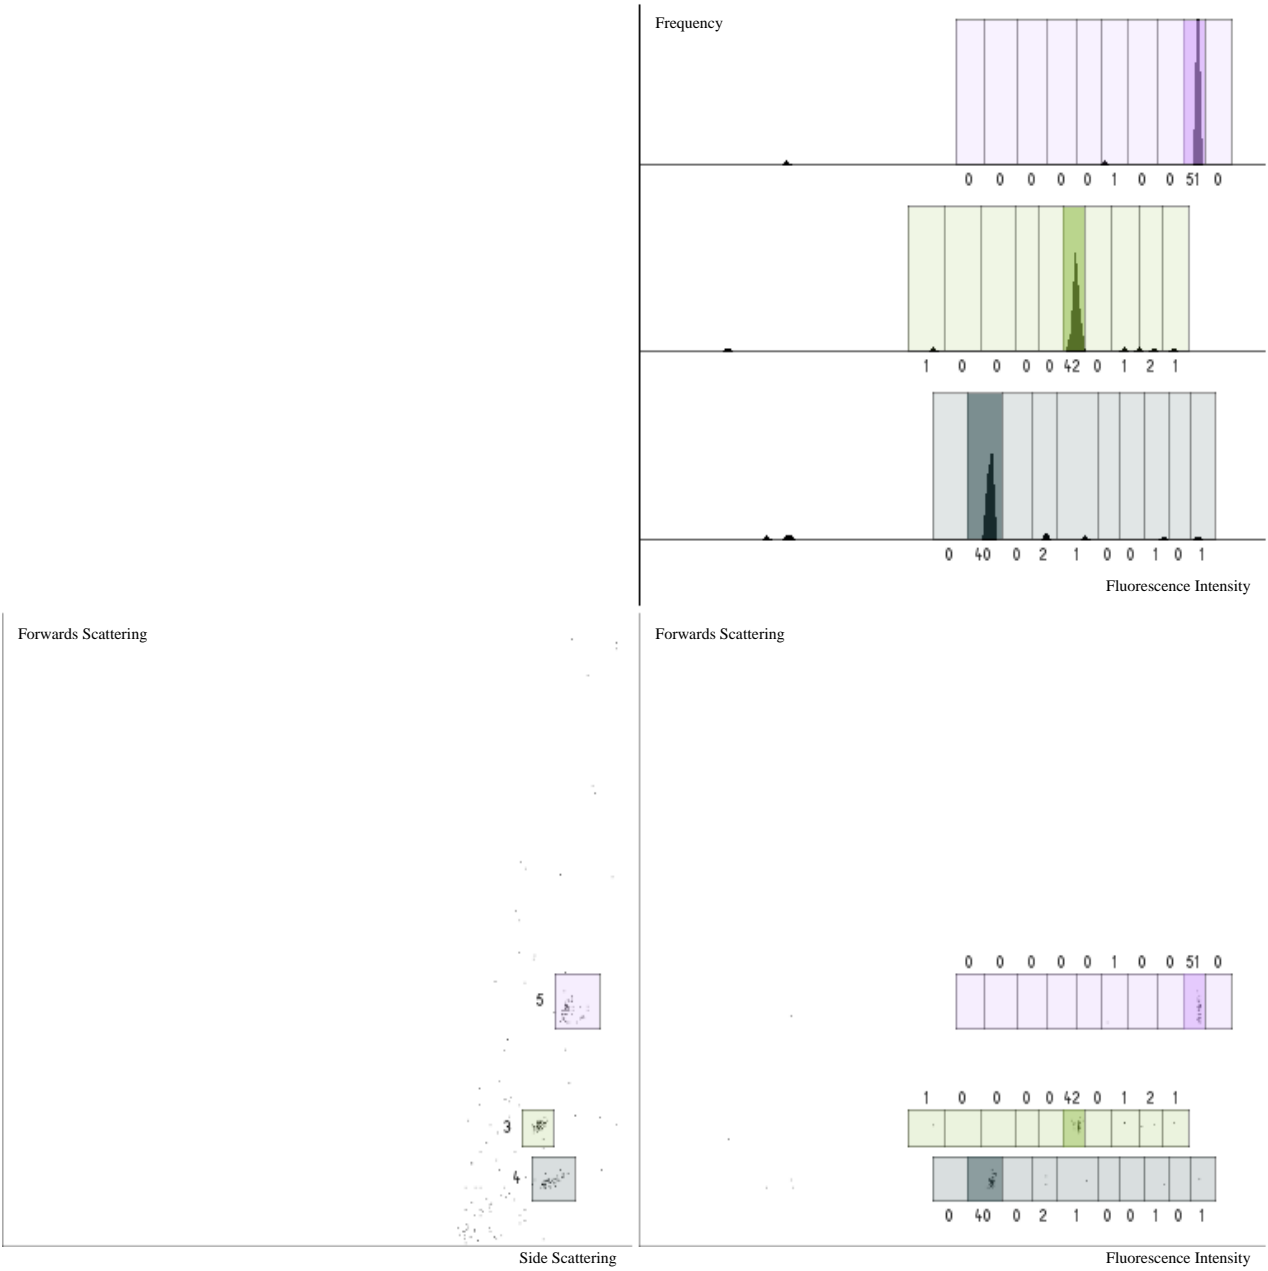 Frequency
0 0 0 0 0 1 0 0 51 0
1 0 0 0 0 42 0 1 2 1
0 40 0 2 1 0 0 1 0 1
Fluorescence Intensity
Forwards Scattering
5
3
4
Side Scattering
Forwards Scattering
0 0 0 0 0 1 0 0 51 0
1 0 0 0 0 42 0 1 2 1
0 40 0 2 1 0 0 1 0 1
Fluorescence Intensity